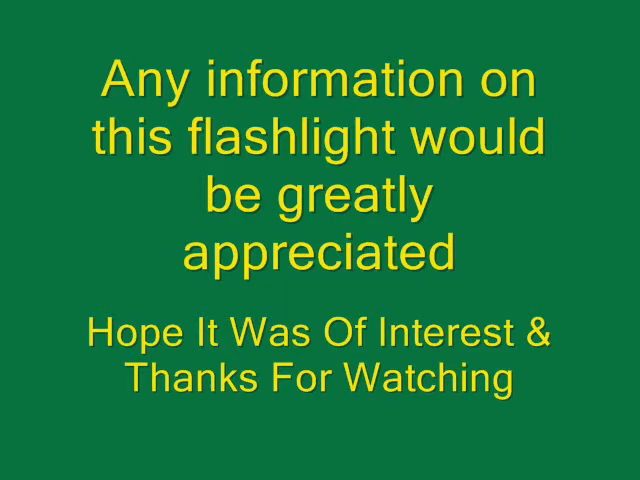 Any information on
this flashlight would
be greatly
appreciated
Hope It Was Of Interest &
Thanks For Watching